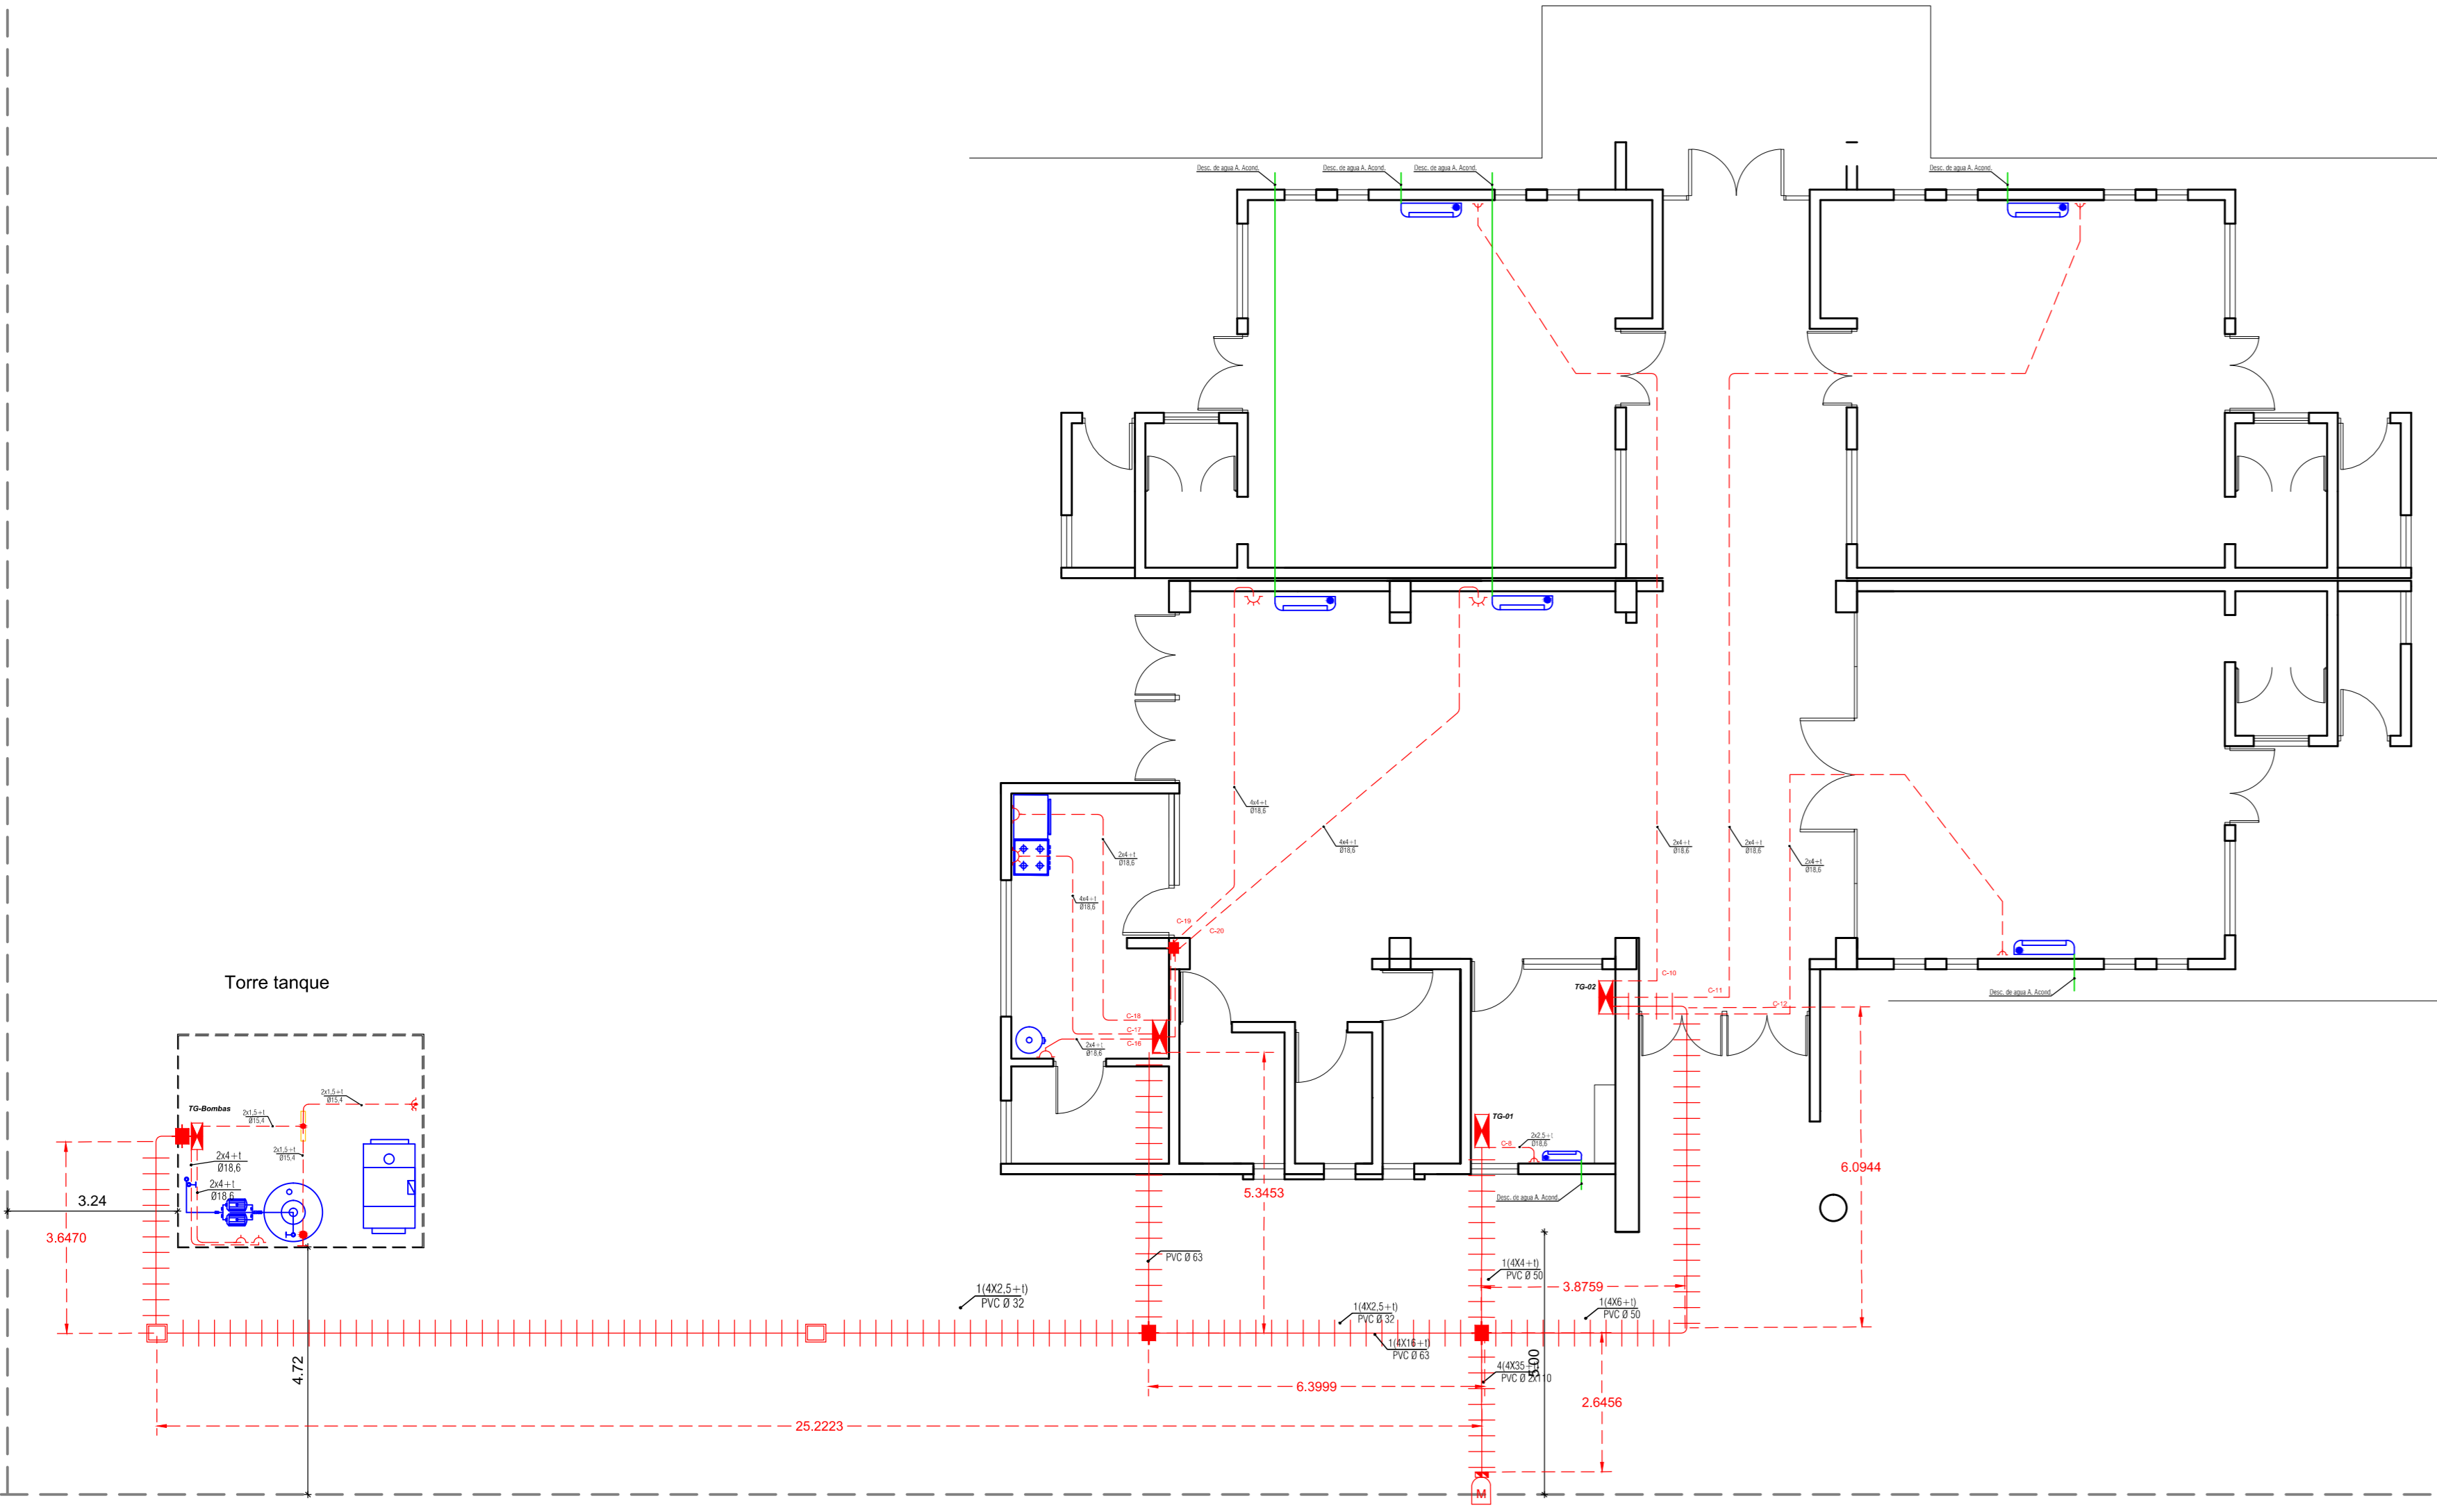 Desc. de agua A. Acond.
Desc. de agua A. Acond.
Desc. de agua A. Acond.
Desc. de agua A. Acond.
4x4+t
Ø18,6
4x4+t
Ø18,6
2x4+t
Ø18,6
2x4+t
Ø18,6
2x4+t
Ø18,6
2x4+t
Ø18,6
4x4+t
Ø18,6
C-19
C-20
C-10
TG-02
C-11
C-12
Desc. de agua A. Acond.
Torre tanque
C-18
C-17
C-16
2x4+t
Ø18,6
TG-Bombas
2x1,5+t
Ø15,4
2x1,5+t
Ø15,4
2x1,5+t
Ø15,4
TG-01
C-8
2x2,5+t
Ø18,6
2x4+t
Ø18,6
2x4+t
Ø18,6
6.0944
5.3453
Desc. de agua A. Acond.
3.24
3.6470
PVC Ø 63
1(4X4+t)
PVC Ø 50
3.8759
1(4X2,5+t)
PVC Ø 32
1(4X2,5+t)
PVC Ø 32
1(4X6+t)
PVC Ø 50
1(4X16+t)
PVC Ø 63
4.72
5.00
4(4X35+t)
PVC Ø 2x110
6.3999
2.6456
25.2223
M